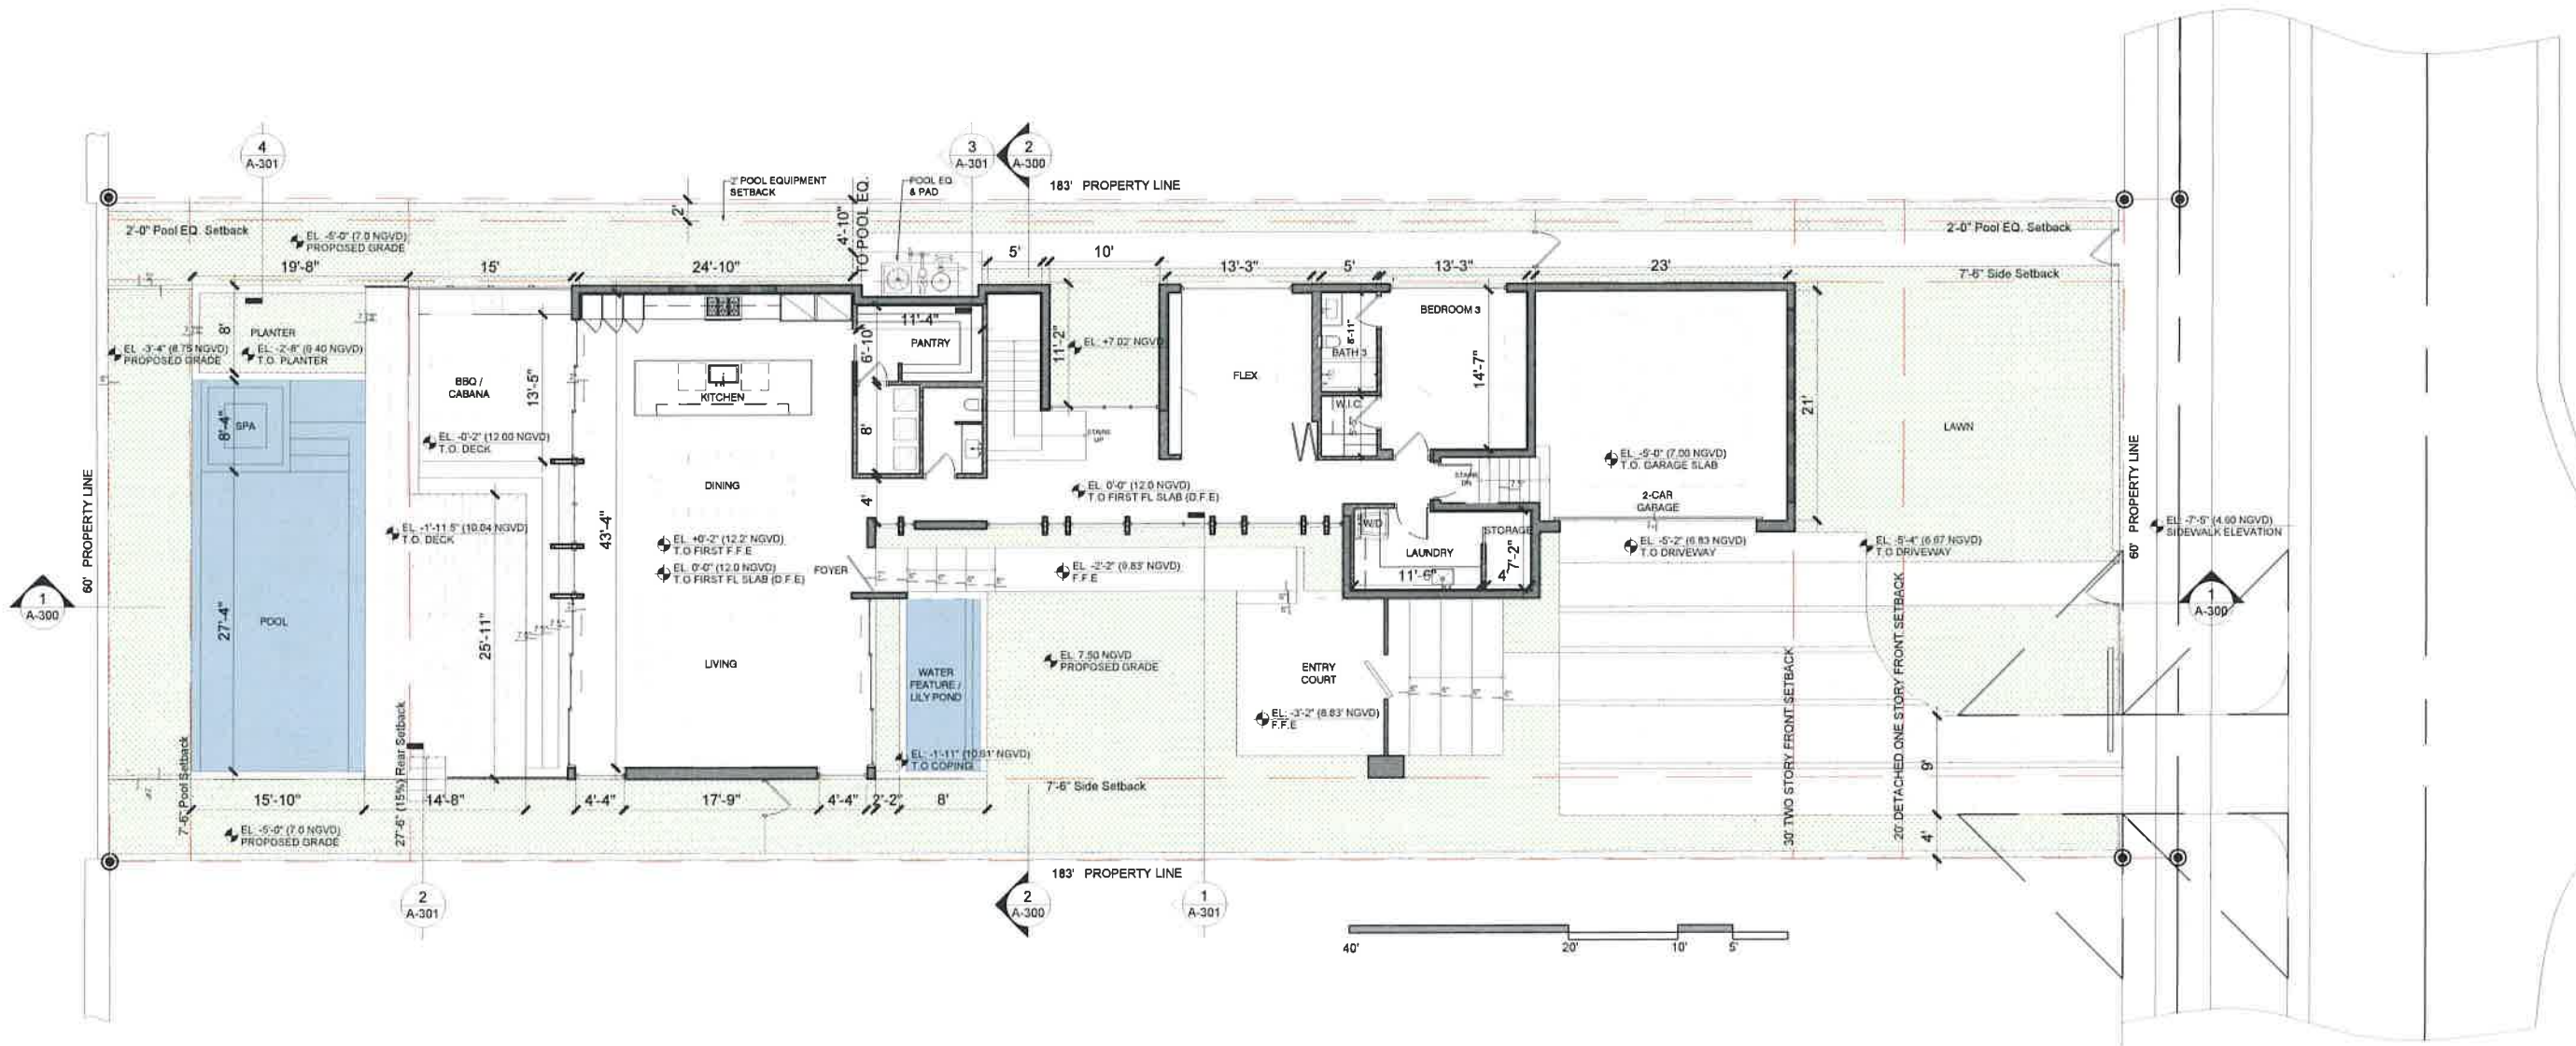 4
A-301
3
A-301
2
A-300
2' POOL EQUIPMENT
SETBACK
POOL EQ
& PAD
183' PROPERTY LINE
2'
4'-10"
TO POOL EQ.
2'-0" Pool EQ. Setback
EL -5'-0" (7.0 NGVD)
PROPOSED GRADE
2'-0" Pool EQ. Setback
19'-8"
15'
24'-10"
5'
10'
13'-3"
5'
13'-3"
23'
7'-6" Side Setback
8'
PLANTER
EL -3'-4" (8.75 NGVD)
PROPOSED GRADE
EL: -2'-8" (9.40 NGVD)
T.O. PLANTER
BBQ /
CABANA
13'-5"
KITCHEN
6'-10"
11'-4"
PANTRY
11'-2"
EL: +7.02' NGVD
FLEX
8'-11"
BATH 3
W.I.C
BEDROOM 3
14'-7"
21'
LAWN
8'-4"
SPA
EL: -0'-2" (12.00 NGVD)
T.O. DECK
8'
STAIRS
UP
EL: -5'-0" (7.00 NGVD)
T.O. GARAGE SLAB
2-CAR
GARAGE
STAIRS
DN
7.5"
60' PROPERTY LINE
DINING
4'
EL: 0'-0" (12.0 NGVD)
T.O FIRST FL SLAB (D.F.E)
60' PROPERTY LINE
EL: -7'-5" (4.60 NGVD)
SIDEWALK ELEVATION
EL: -1'-11.5" (10.04 NGVD)
T.O. DECK
43'-4"
EL: +0'-2" (12.2' NGVD)
T.O FIRST F.F.E
EL: 0'-0" (12.0 NGVD)
T.O FIRST FL SLAB (D.F.E)
FOYER
EL: -2'-2" (9.83' NGVD)
F.F.E
W/D
LAUNDRY
11'-6"
STORAGE
4'
7'-2"
EL: -5'-2" (6.83 NGVD)
T.O DRIVEWAY
EL: -5'-4" (6.67 NGVD)
T.O DRIVEWAY
1
A-300
1
A-300
27'-4"
POOL
25'-11"
LIVING
WATER
FEATURE /
LILY POND
EL: 7.50 NGVD
PROPOSED GRADE
ENTRY
COURT
EL: -3'-2" (8.83' NGVD)
F.F.E
30' TWO STORY FRONT SETBACK
20' DETACHED ONE STORY FRONT SETBACK
7'-6" Pool Setback
27'-6" (15%) Rear Setback
EL: -1'-11" (10.81' NGVD)
T.O COPING
7'-6" Side Setback
9'
15'-10"
14'-8"
4'-4"
17'-9"
4'-4"
2'-2"
8'
EL: -5'-0" (7.0 NGVD)
PROPOSED GRADE
4'
183' PROPERTY LINE
2
A-301
2
A-300
1
A-301
40'
20'
10'
5'